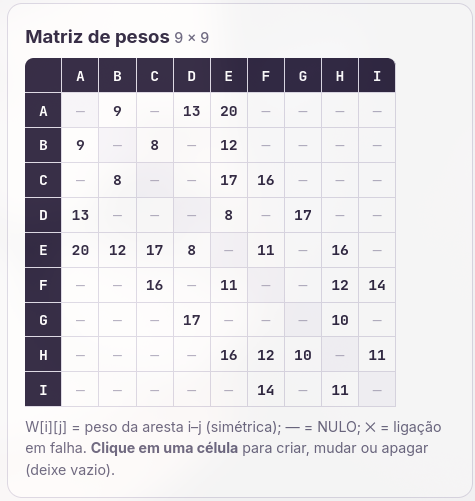 Matriz de pesos 9 × 9
A B C D E F G H I
A — 9 — 13 20 — — — —
B 9 — 8 — 12 — — — —
C — 8 — — 17 16 — — —
D 13 — — — 8 — 17 — —
E 20 12 17 8 — 11 — 16 —
F — — 16 — 11 — — 12 14
G — — — 17 — — — 10 —
H — — — — 16 12 10 — 11
I — — — — — 14 — 11 —
W[i][j] = peso da aresta i–j (simétrica); — = NULO; ✕ = ligação
em falha. Clique em uma célula para criar, mudar ou apagar
(deixe vazio).